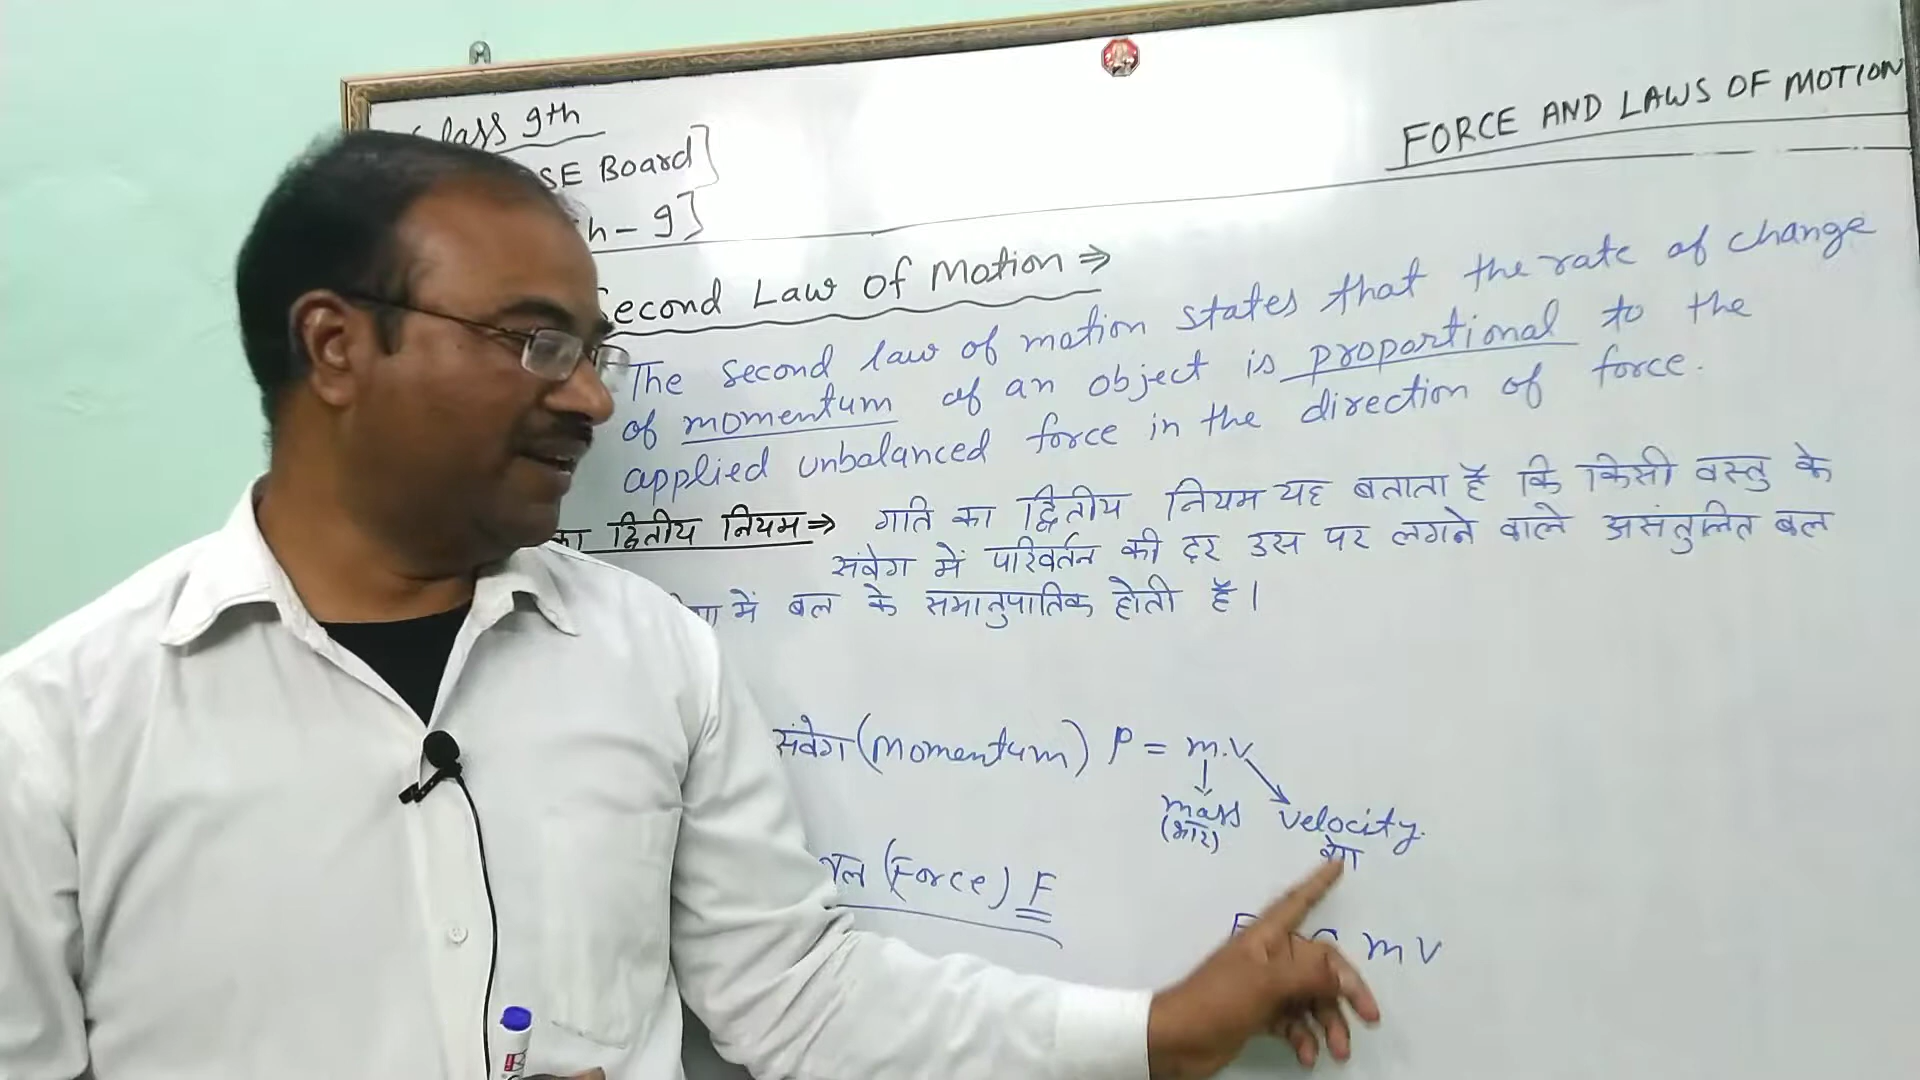 Class 9th
SE Board]
h-9]
FORCE AND LAWS OF MOTION
Second Law Of Motion ⇒
The second law of motion states that the rate of change
of momentum of an object is proportional to the
applied unbalanced force in the direction of force.
का द्वितीय नियम ⇒ गति का द्वितीय नियम यह बताता है कि किसी वस्तु के
संवेग में परिवर्तन की दर उस पर लगने वाले असंतुलित बल
में बल के समानुपातिक होती है।
संवेग (Momentum) P = m.v
mass velocity.
(भार) वेग
बल (Force) F
F m v